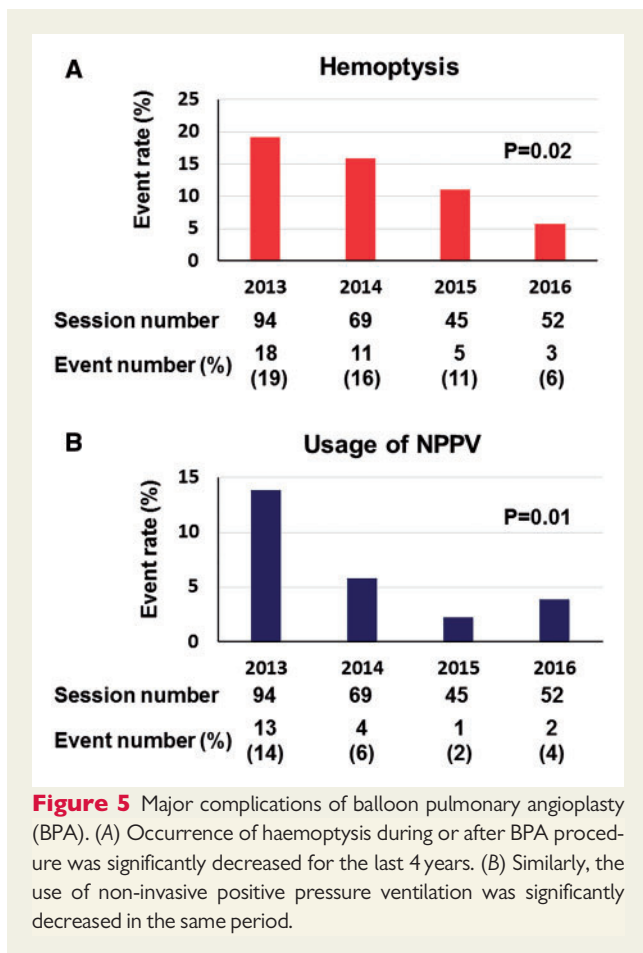 A
Hemoptysis
Event rate (%)
25
20
15
10
5
0
P=0.02
2013 2014 2015 2016
Session number 94 69 45 52
Event number (%) 18 11 5 3
(19) (16) (11) (6)
B
Usage of NPPV
Event rate (%)
15
10
5
0
P=0.01
2013 2014 2015 2016
Session number 94 69 45 52
Event number (%) 13 4 1 2
(14) (6) (2) (4)
Figure 5 Major complications of balloon pulmonary angioplasty
(BPA). (A) Occurrence of haemoptysis during or after BPA proced-
ure was significantly decreased for the last 4 years. (B) Similarly, the
use of non-invasive positive pressure ventilation was significantly
decreased in the same period.